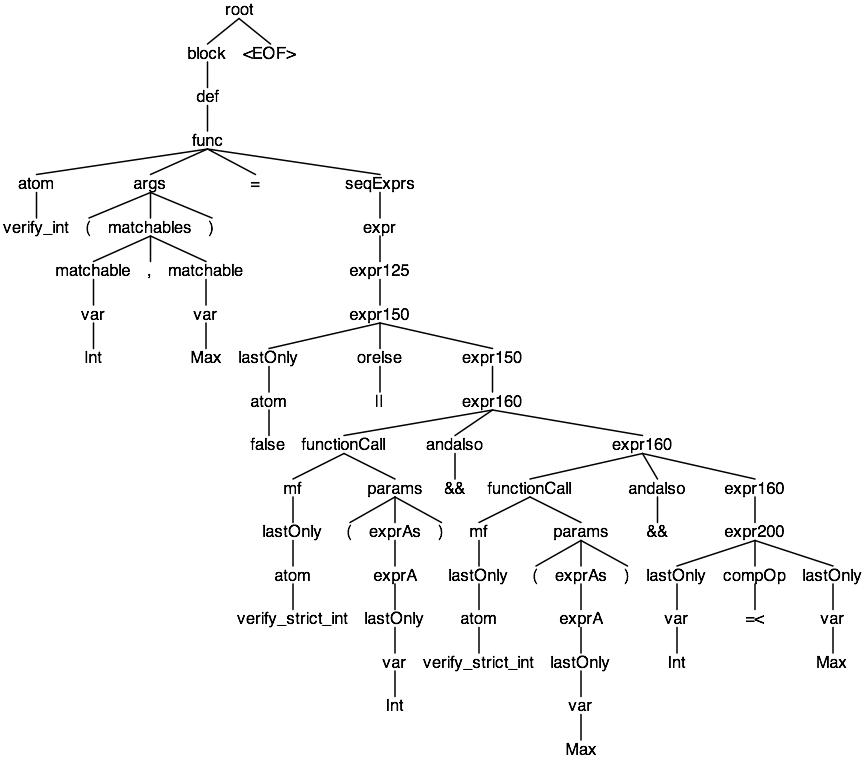 root
block <EOF>
def
func
atom args = seqExprs
verify_int ( matchables ) expr
matchable , matchable expr125
var var expr150
Int Max lastOnly orelse expr150
atom || expr160
false functionCall andalso expr160
mf params && functionCall andalso expr160
lastOnly ( exprAs ) mf params && expr200
atom exprA lastOnly ( exprAs ) lastOnly compOp lastOnly
verify_strict_int lastOnly atom exprA var =< var
var verify_strict_int lastOnly Int Max
Int var
Max